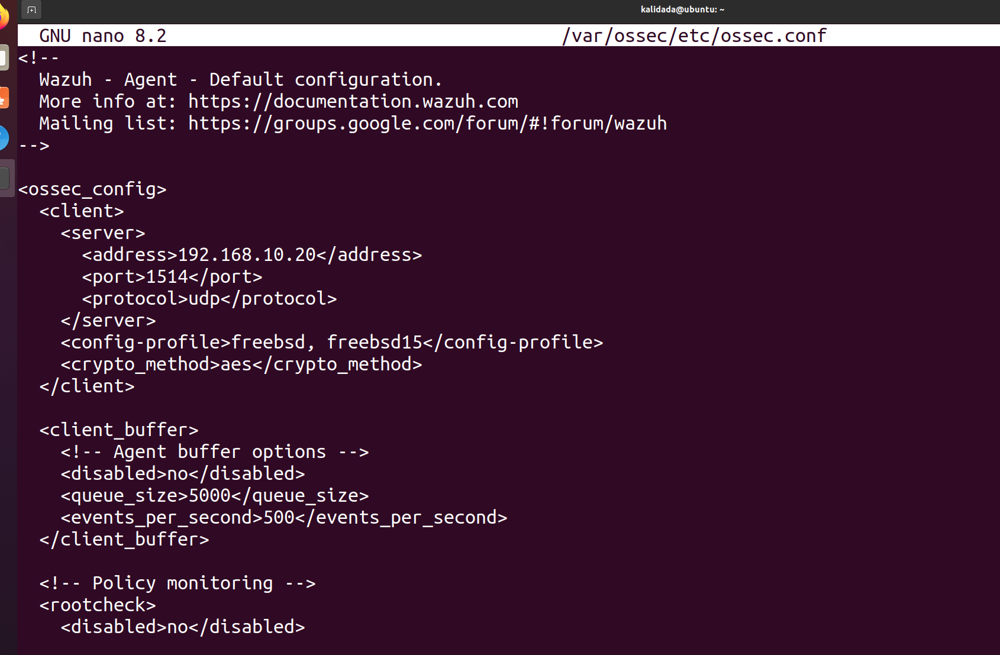 kalidada@ubuntu: ~
GNU nano 8.2 /var/ossec/etc/ossec.conf
<!--
  Wazuh - Agent - Default configuration.
  More info at: https://documentation.wazuh.com
  Mailing list: https://groups.google.com/forum/#!forum/wazuh
-->

<ossec_config>
  <client>
    <server>
      <address>192.168.10.20</address>
      <port>1514</port>
      <protocol>udp</protocol>
    </server>
    <config-profile>freebsd, freebsd15</config-profile>
    <crypto_method>aes</crypto_method>
  </client>

  <client_buffer>
    <!-- Agent buffer options -->
    <disabled>no</disabled>
    <queue_size>5000</queue_size>
    <events_per_second>500</events_per_second>
  </client_buffer>

  <!-- Policy monitoring -->
  <rootcheck>
    <disabled>no</disabled>